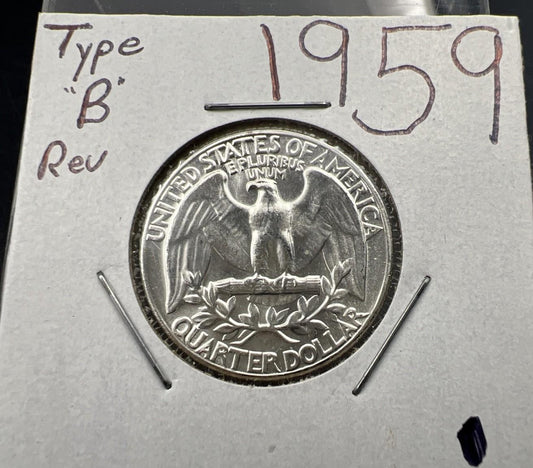 Type 1959
"B"
Rev
UNITED STATES OF AMERICA
E PLURIBUS
UNUM
QUARTER DOLLAR